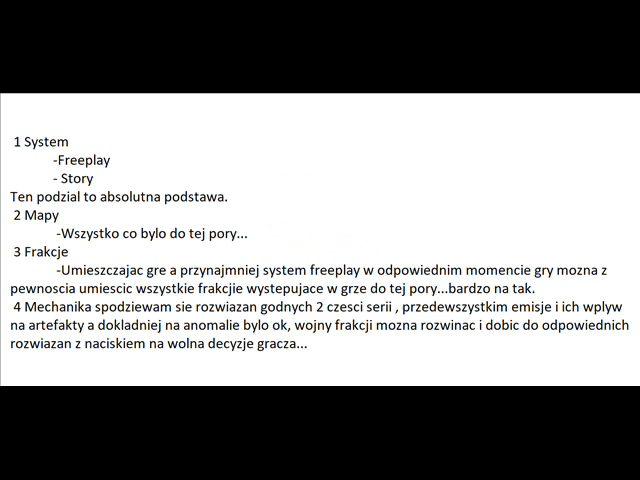 1 System
-Freeplay
- Story
Ten podzial to absolutna podstawa.
2 Mapy
-Wszystko co bylo do tej pory...
3 Frakcje
-Umieszczajac gre a przynajmniej system freeplay w odpowiednim momencie gry mozna z
pewnoscia umiescic wszystkie frakcjie wystepujace w grze do tej pory...bardzo na tak.
4 Mechanika spodziewam sie rozwiazan godnych 2 czesci serii , przedewszystkim emisje i ich wplyw
na artefakty a dokladniej na anomalie bylo ok, wojny frakcji mozna rozwinac i dobic do odpowiednich
rozwiazan z naciskiem na wolna decyzje gracza...